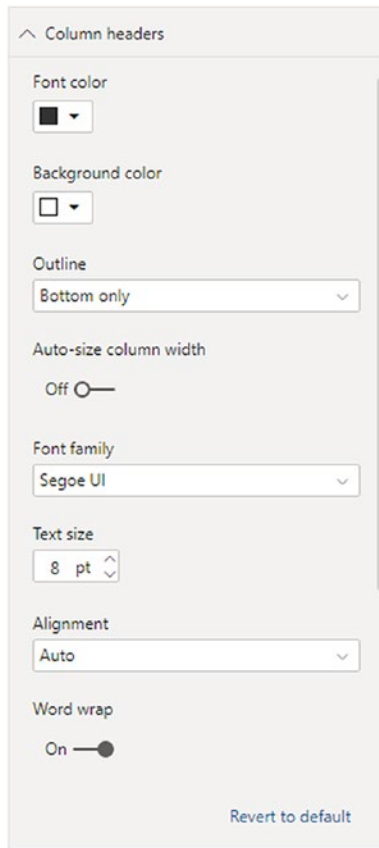 Column headers
Font color
Background color
Outline
Bottom only
Auto-size column width
Off
Font family
Segoe UI
Text size
8 pt
Alignment
Auto
Word wrap
On
Revert to default